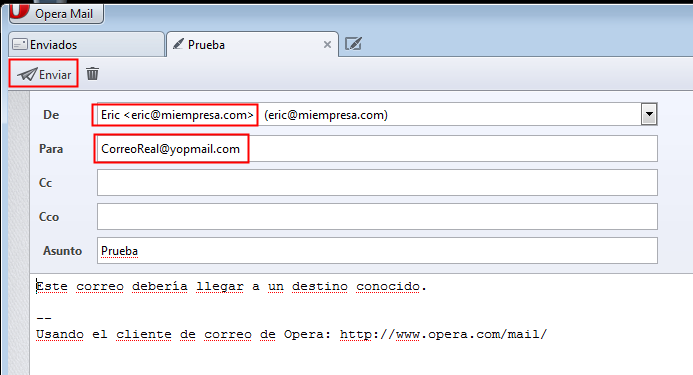 Opera Mail
Enviados Prueba
Enviar
De Eric <eric@miempresa.com> (eric@miempresa.com)
Para CorreoReal@yopmail.com
Cc
Cco
Asunto Prueba
Este correo debería llegar a un destino conocido.
--
Usando el cliente de correo de Opera: http://www.opera.com/mail/